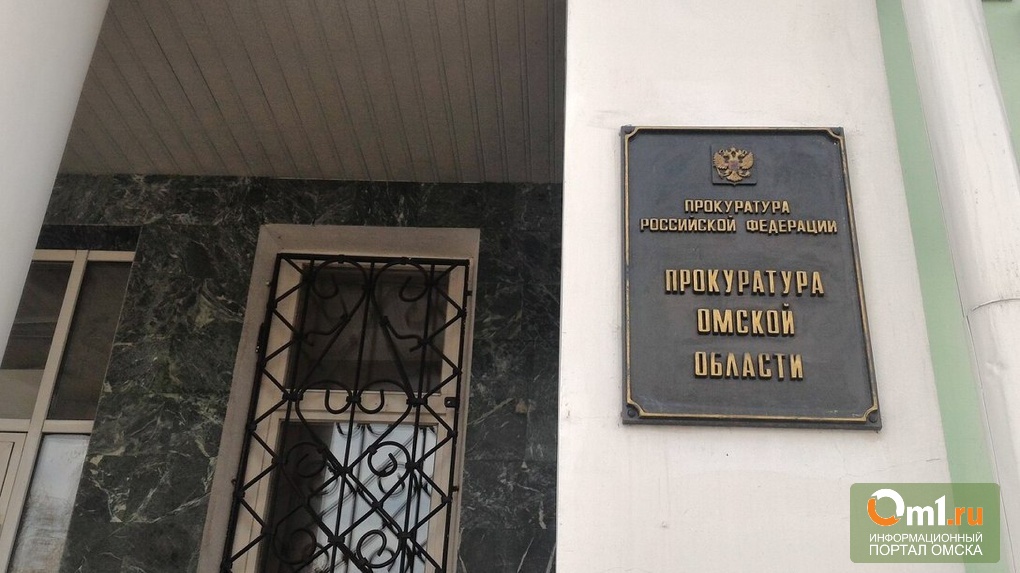 ПРОКУРАТУРА
РОССИЙСКОЙ ФЕДЕРАЦИИ
ПРОКУРАТУРА
ОМСКОЙ
ОБЛАСТИ
Om1.ru
ИНФОРМАЦИОННЫЙ
ПОРТАЛ ОМСКА